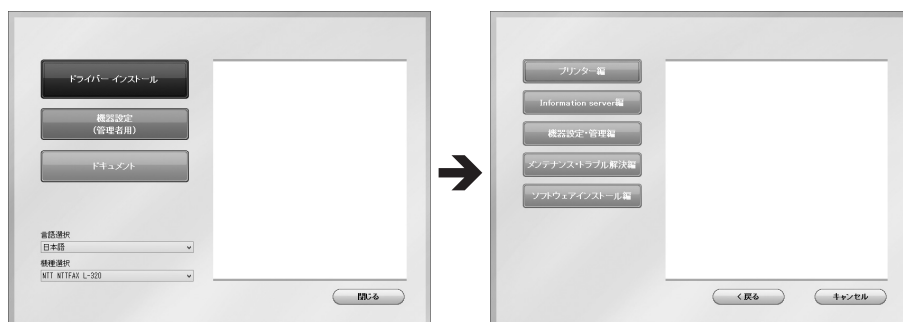 ドライバー インストール
機器設定
（管理者用）
ドキュメント
言語選択
日本語
機種選択
NTT NTTFAX L-320
閉じる
プリンター編
Information server編
機器設定・管理編
メンテナンス・トラブル解決編
ソフトウェアインストール編
< 戻る
キャンセル